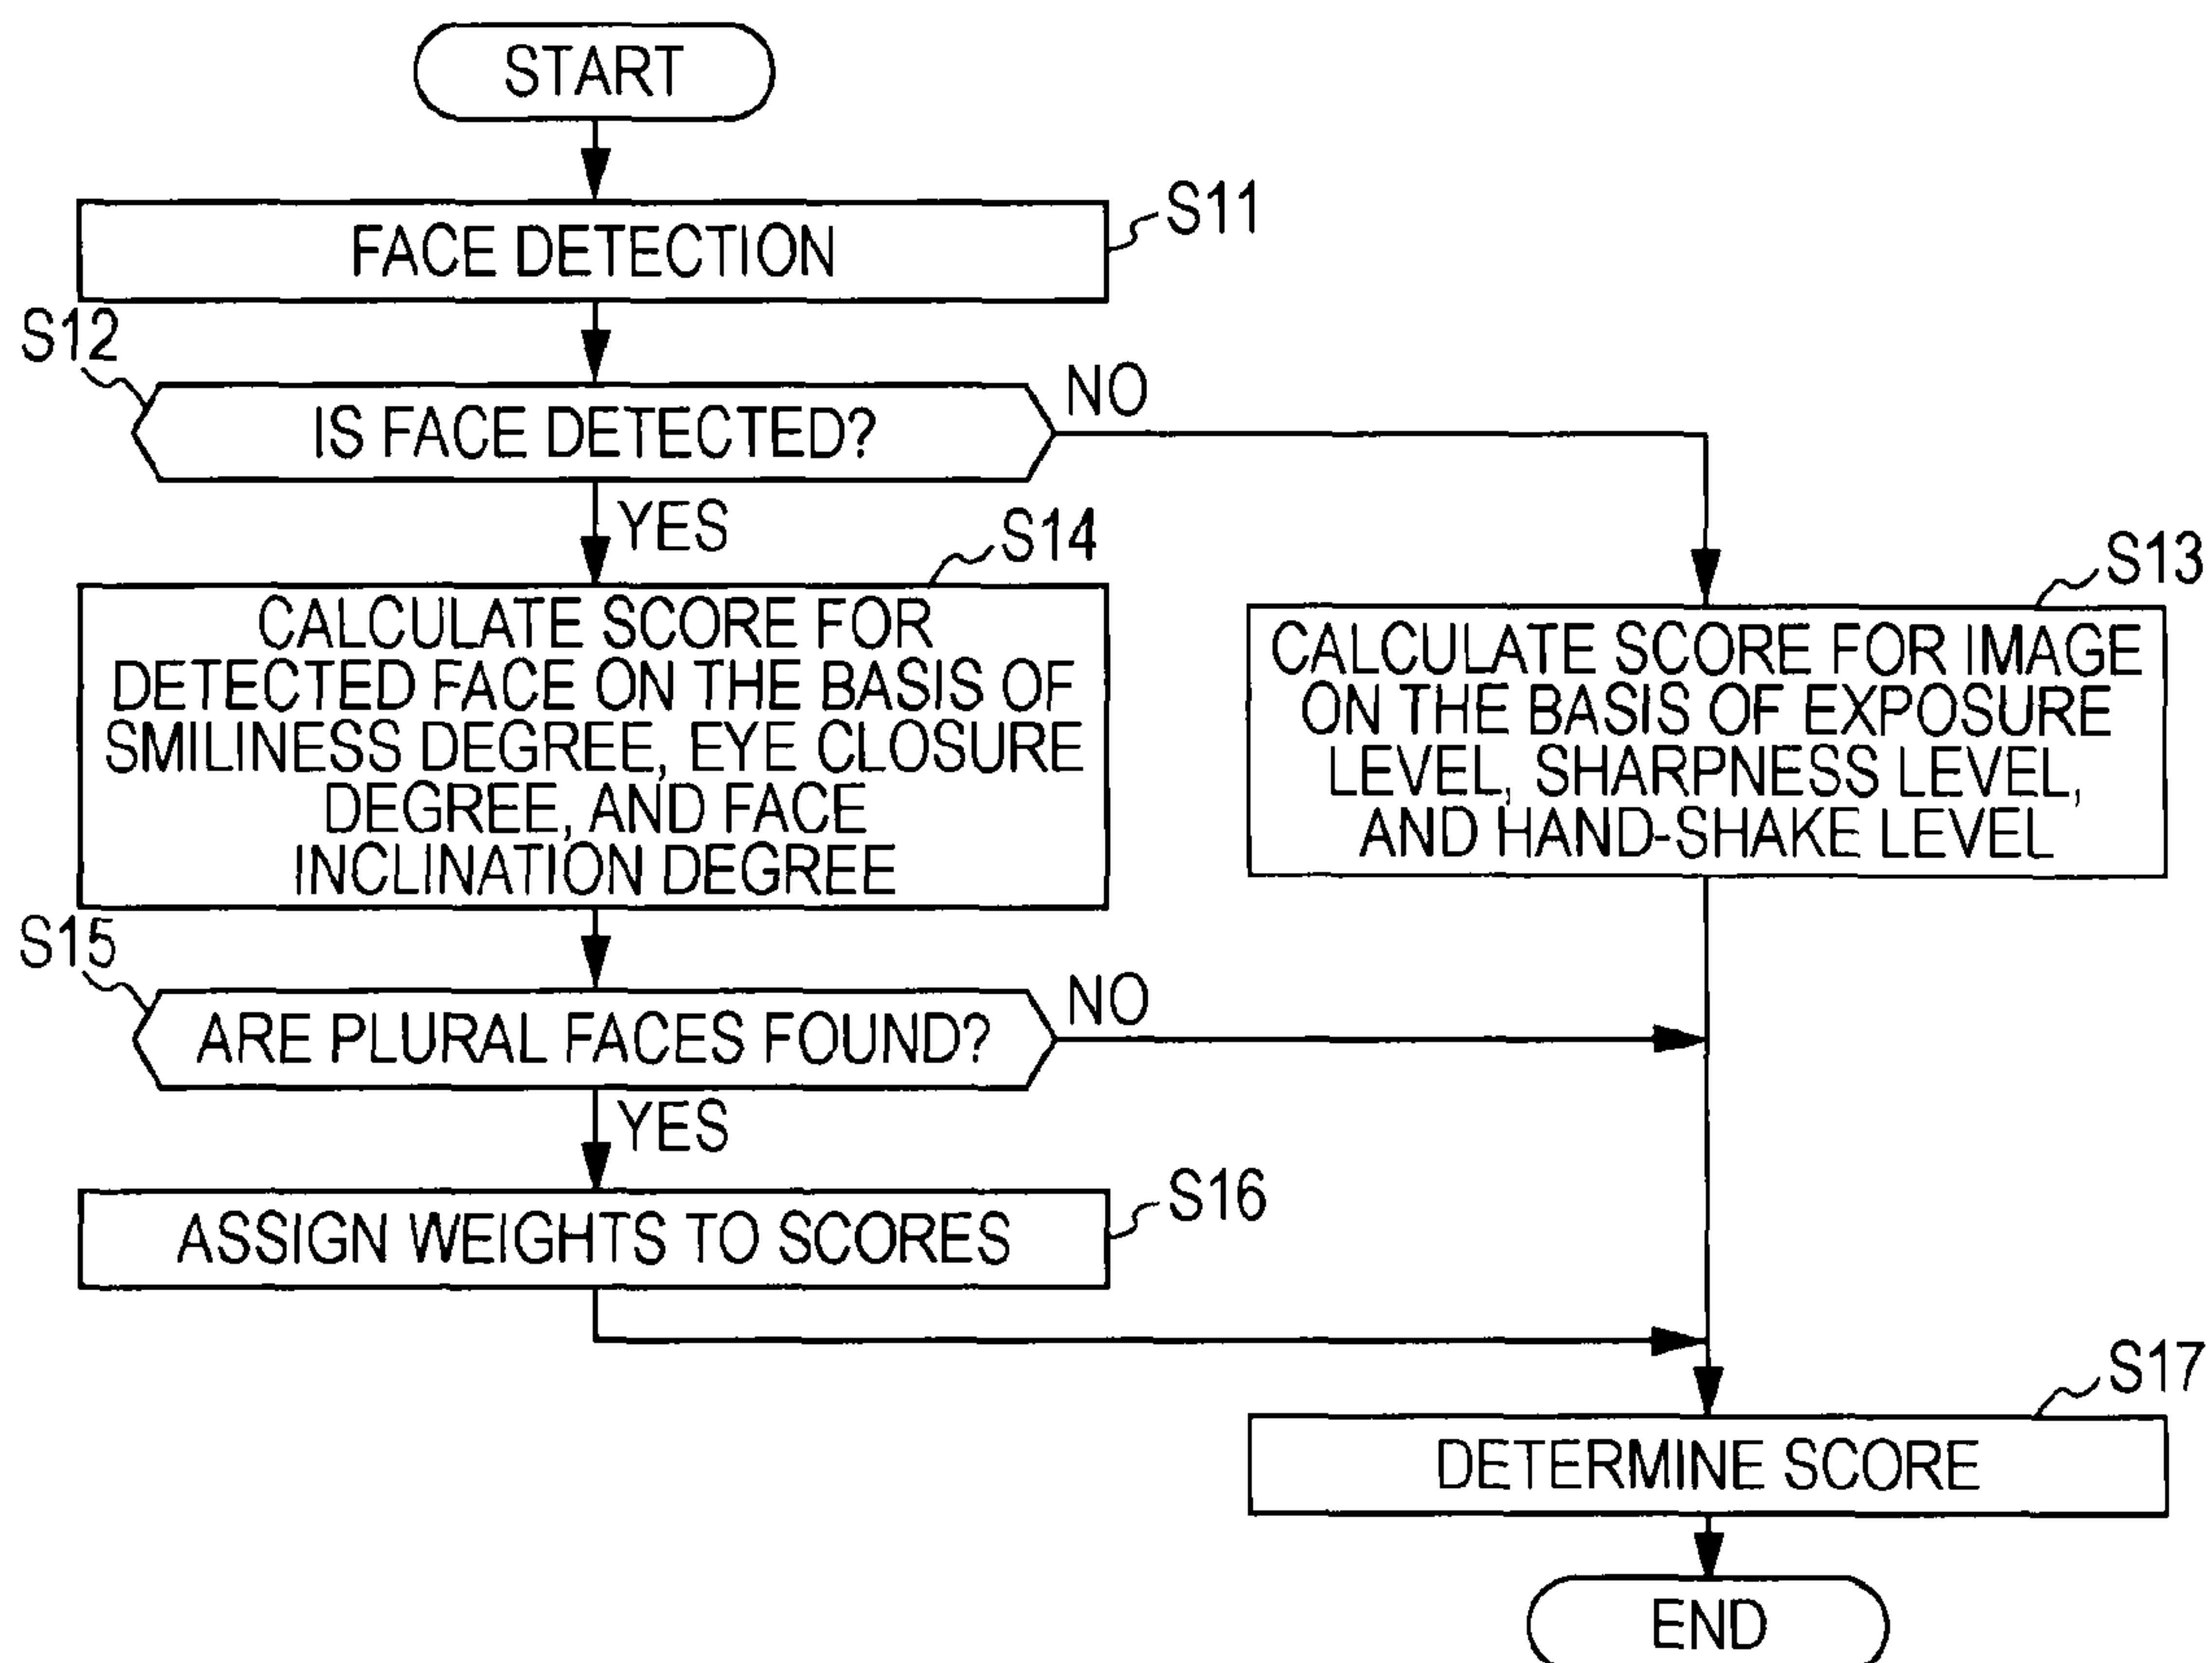 START
FACE DETECTION
S11
S12
IS FACE DETECTED?
NO
YES
S14
CALCULATE SCORE FOR
DETECTED FACE ON THE BASIS OF
SMILINESS DEGREE, EYE CLOSURE
DEGREE, AND FACE
INCLINATION DEGREE
S13
CALCULATE SCORE FOR IMAGE
ON THE BASIS OF EXPOSURE
LEVEL, SHARPNESS LEVEL,
AND HAND-SHAKE LEVEL
S15
ARE PLURAL FACES FOUND?
NO
YES
S16
ASSIGN WEIGHTS TO SCORES
S17
DETERMINE SCORE
END